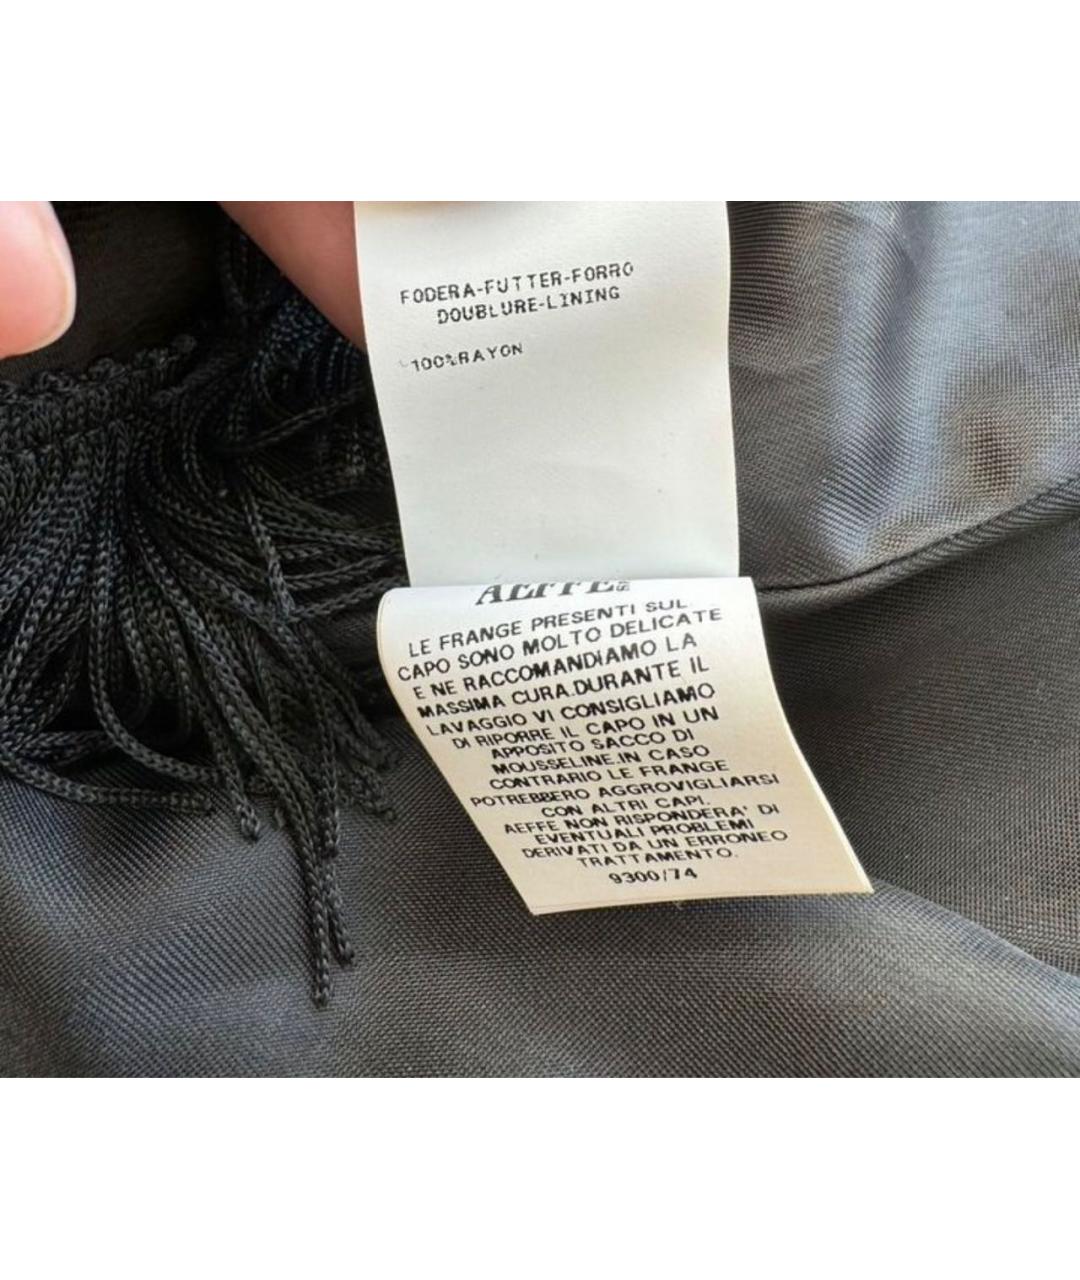 FODERA-FUTTER-FORRO
DOUBLURE-LINING
100%RAYON
AEFFE
LE FRANGE PRESENTI SUL
CAPO SONO MOLTO DELICATE
E NE RACCOMANDIAMO LA
MASSIMA CURA.DURANTE IL
LAVAGGIO VI CONSIGLIAMO
DI RIPORRE IL CAPO IN UN
APPOSITO SACCO DI
MOUSSELINE.IN CASO
CONTRARIO LE FRANGE
POTREBBERO AGGROVIGLIARSI
CON ALTRI CAPI.
AEFFE NON RISPONDERA' DI
EVENTUALI PROBLEMI
DERIVATI DA UN ERRONEO
TRATTAMENTO.
9300/74